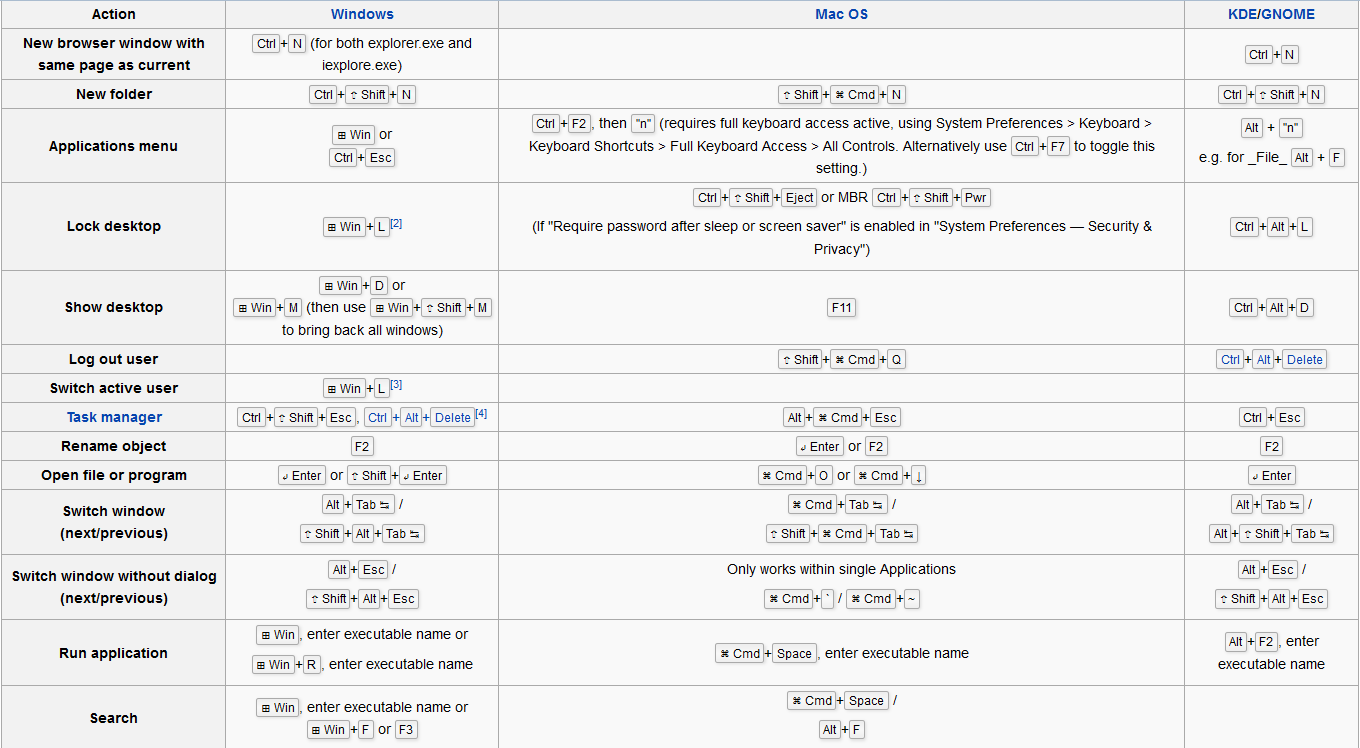 Action Windows Mac OS KDE/GNOME
New browser window with same page as current Ctrl+N (for both explorer.exe and iexplore.exe) Ctrl+N
New folder Ctrl+⇧ Shift+N ⇧ Shift+⌘ Cmd+N Ctrl+⇧ Shift+N
Applications menu
⊞ Win or
Ctrl+Esc
Ctrl+F2, then "n" (requires full keyboard access active, using System Preferences > Keyboard >
Keyboard Shortcuts > Full Keyboard Access > All Controls. Alternatively use Ctrl+F7 to toggle this
setting.)
Alt + "n"
e.g. for _File_ Alt + F
Lock desktop
⊞ Win+L[2]
Ctrl+⇧ Shift+Eject or MBR Ctrl+⇧ Shift+Pwr
(If "Require password after sleep or screen saver" is enabled in "System Preferences — Security &
Privacy")
Ctrl+Alt+L
Show desktop
⊞ Win+D or
⊞ Win+M (then use ⊞ Win+⇧ Shift+M
to bring back all windows)
F11
Ctrl+Alt+D
Log out user ⇧ Shift+⌘ Cmd+Q Ctrl+Alt+Delete
Switch active user ⊞ Win+L[3]
Task manager Ctrl+⇧ Shift+Esc, Ctrl+Alt+Delete[4] Alt+⌘ Cmd+Esc Ctrl+Esc
Rename object F2 ↲ Enter or F2 F2
Open file or program ↲ Enter or ⇧ Shift+↲ Enter ⌘ Cmd+O or ⌘ Cmd+↓ ↲ Enter
Switch window
(next/previous)
Alt+Tab ↹ /
⇧ Shift+Alt+Tab ↹
⌘ Cmd+Tab ↹ /
⇧ Shift+⌘ Cmd+Tab ↹
Alt+Tab ↹ /
Alt+⇧ Shift+Tab ↹
Switch window without dialog
(next/previous)
Alt+Esc /
⇧ Shift+Alt+Esc
Only works within single Applications
⌘ Cmd+` / ⌘ Cmd+~
Alt+Esc /
⇧ Shift+Alt+Esc
Run application
⊞ Win, enter executable name or
⊞ Win+R, enter executable name
⌘ Cmd+Space, enter executable name
Alt+F2, enter
executable name
Search
⊞ Win, enter executable name or
⊞ Win+F or F3
⌘ Cmd+Space /
Alt+F